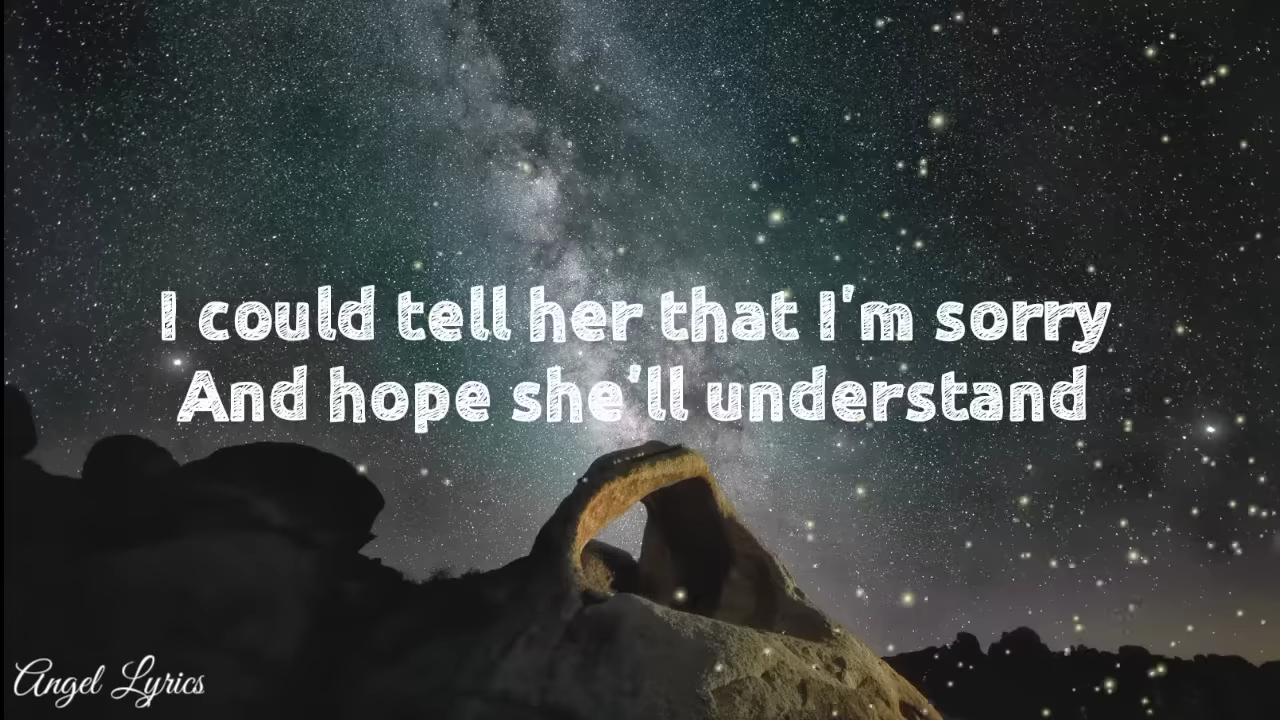 I could tell her that I'm sorry
And hope she'll understand
Angel Lyrics